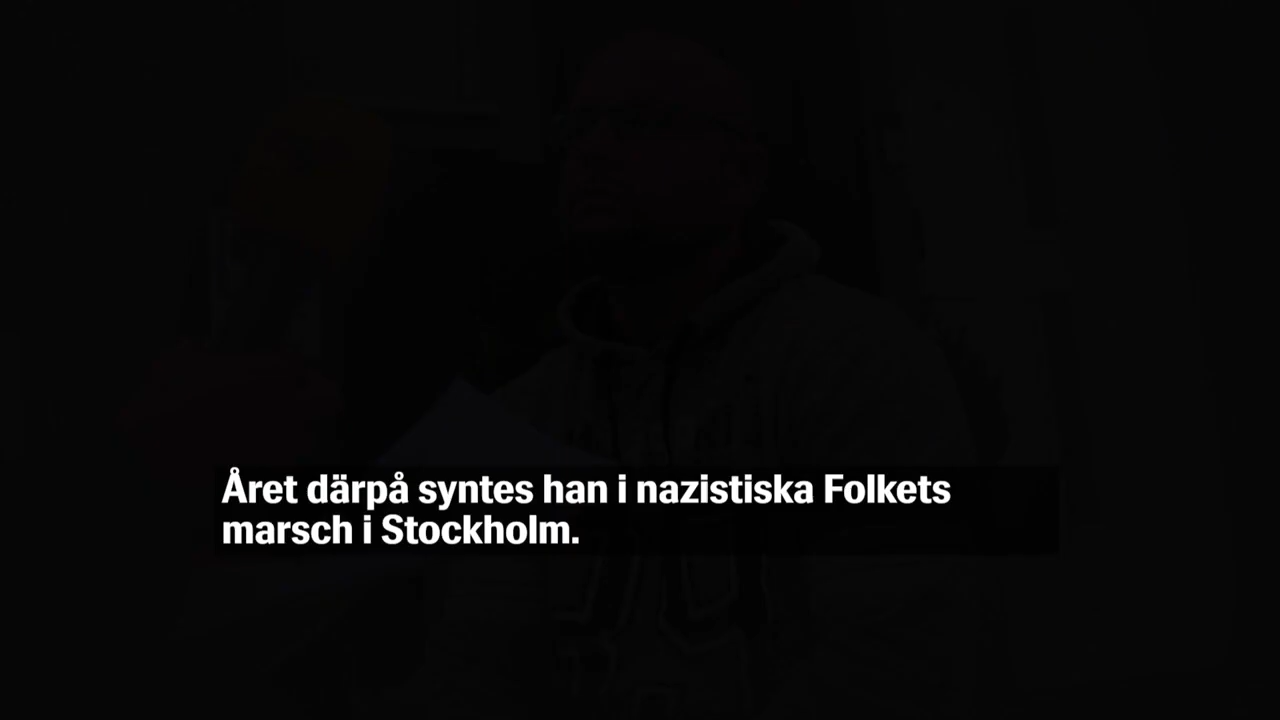 Året därpå syntes han i nazistiska Folkets
marsch i Stockholm.